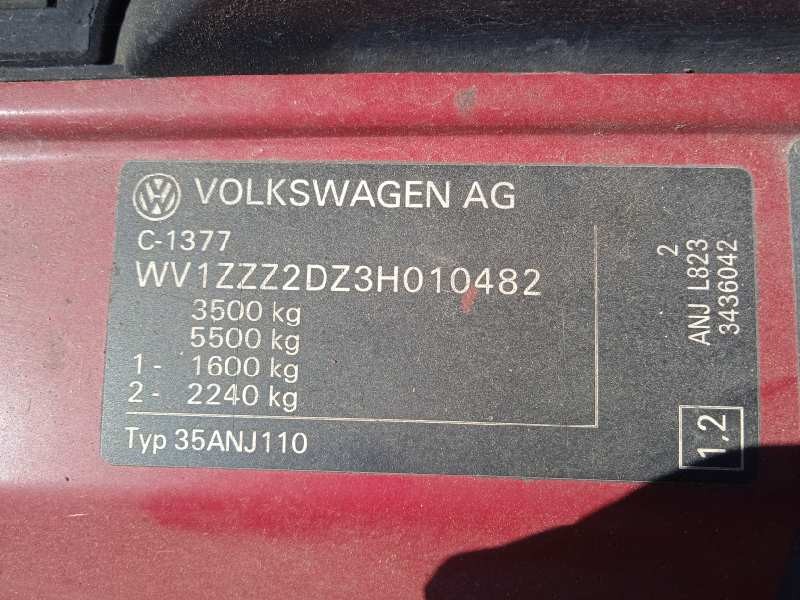 VOLKSWAGEN AG
C-1377
WV1ZZZ2DZ3H010482
3500 kg
5500 kg
1 - 1600 kg
2 - 2240 kg
Typ 35ANJ110
2
ANJ L823
3436042
1,2